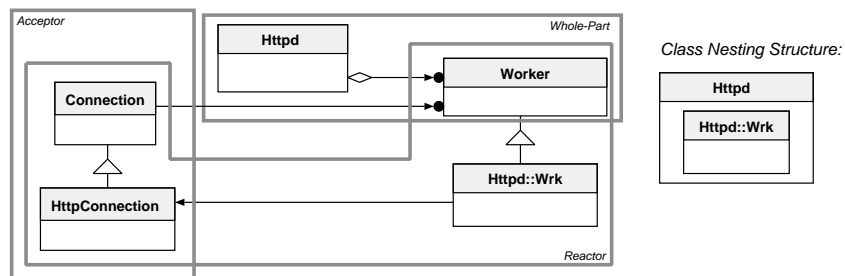 Acceptor
Whole-Part
Httpd
Class Nesting Structure:
Worker
Httpd
Connection
Httpd::Wrk
Httpd::Wrk
HttpConnection
Reactor